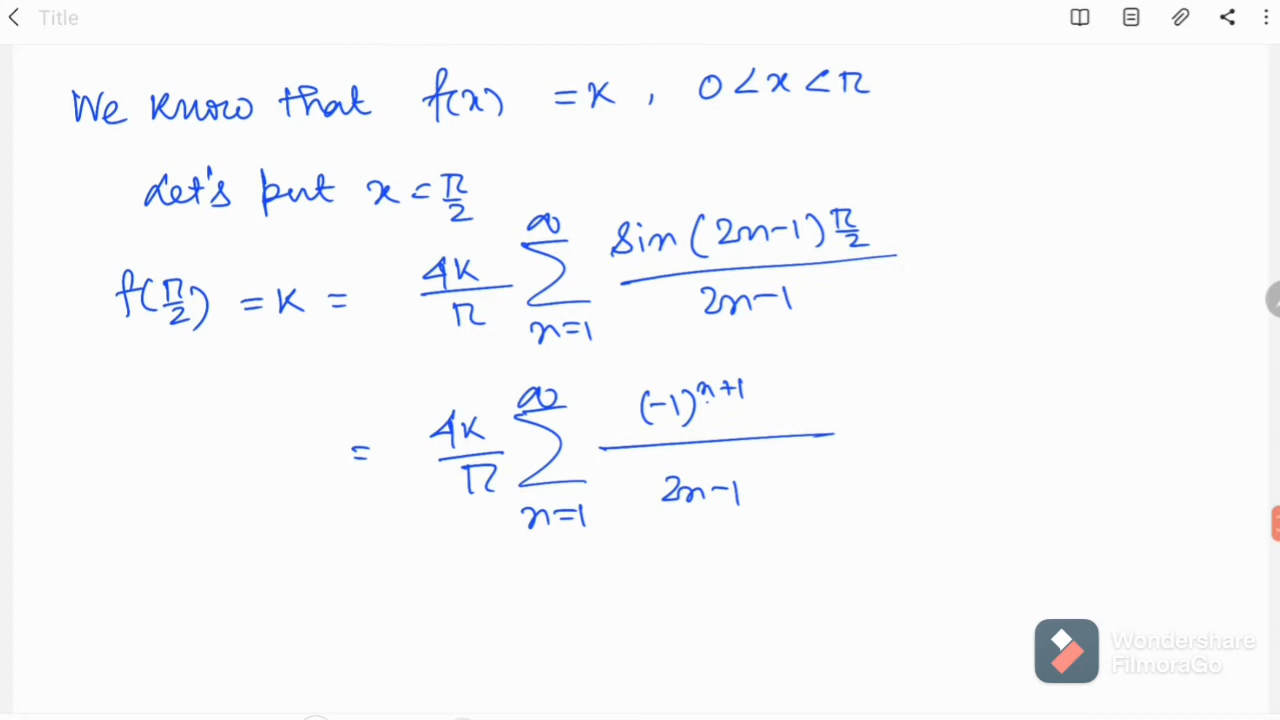 Title
We know that f(x) = K, 0 < x < π
Let's put x = π/2
f(π/2) = K = 4K/π ∑_{n=1}^{∞} sin(2n-1)π/2 / 2n-1
= 4K/π ∑_{n=1}^{∞} (-1)^{n+1} / 2n-1
Wondershare
FilmoraGo